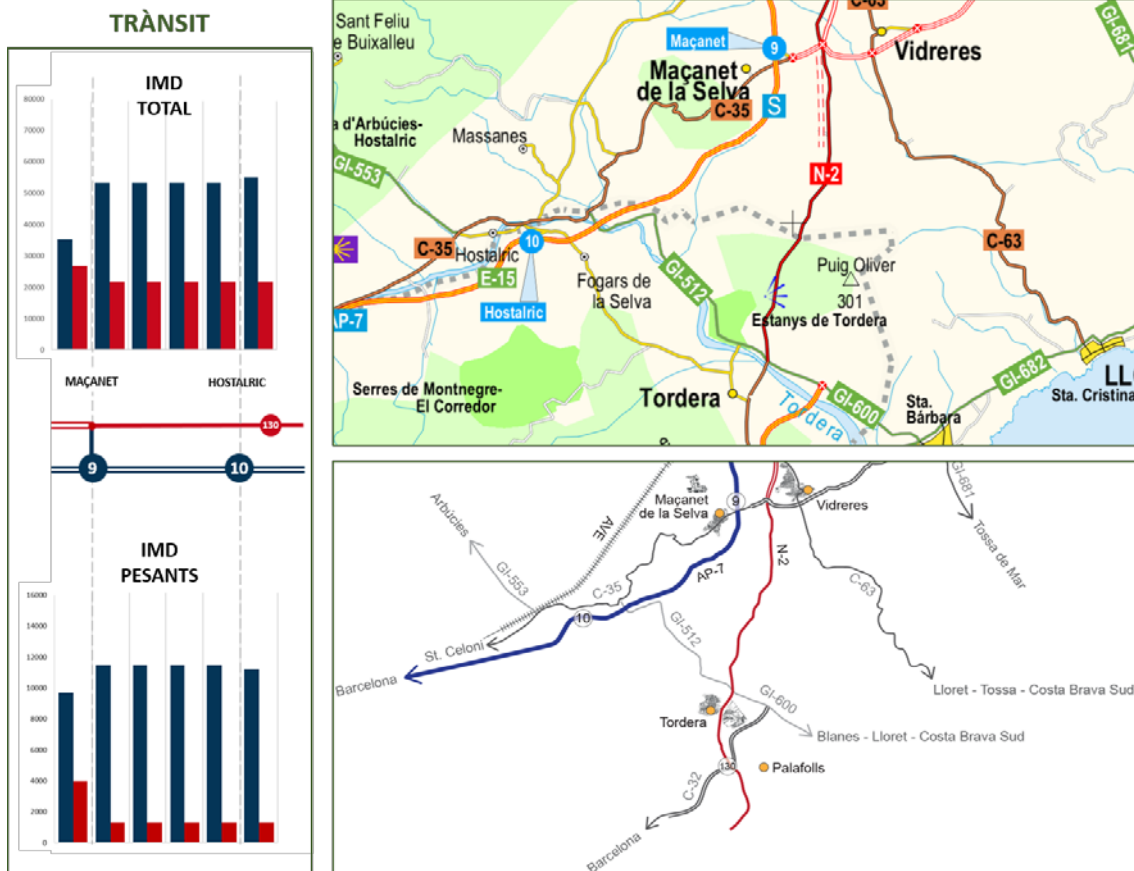 TRÀNSIT
IMD
TOTAL
80000
70000
60000
50000
40000
30000
20000
10000
0
MAÇANET
HOSTALRIC
130
9
10
IMD
PESANTS
16000
14000
12000
10000
8000
6000
4000
2000
0
Sant Feliu
e Buixalleu
C-63
GI-681
Maçanet
9
Vidreres
Maçanet
de la Selva
C-35
S
a d'Arbúcies-
Hostalric
Massanes
GI-553
N-2
C-35
Hostalric
10
C-63
E-15
GI-512
Puig Oliver
301
Fogars de
la Selva
Hostalric
AP-7
Estanys de Tordera
Serres de Montnegre-
El Corredor
Tordera
Tordera
GI-600
GI-682
Sta.
Bárbara
LL
Sta. Cristina
Arbúcies
AVE
Maçanet
de la Selva
9
Vidreres
GI-681
Tossa de Mar
GI-553
C-35
AP-7
N-2
C-63
10
GI-512
St. Celoni
Barcelona
Lloret - Tossa - Costa Brava Sud
GI-600
Tordera
Blanes - Lloret - Costa Brava Sud
130
Palafolls
C-32
Barcelona